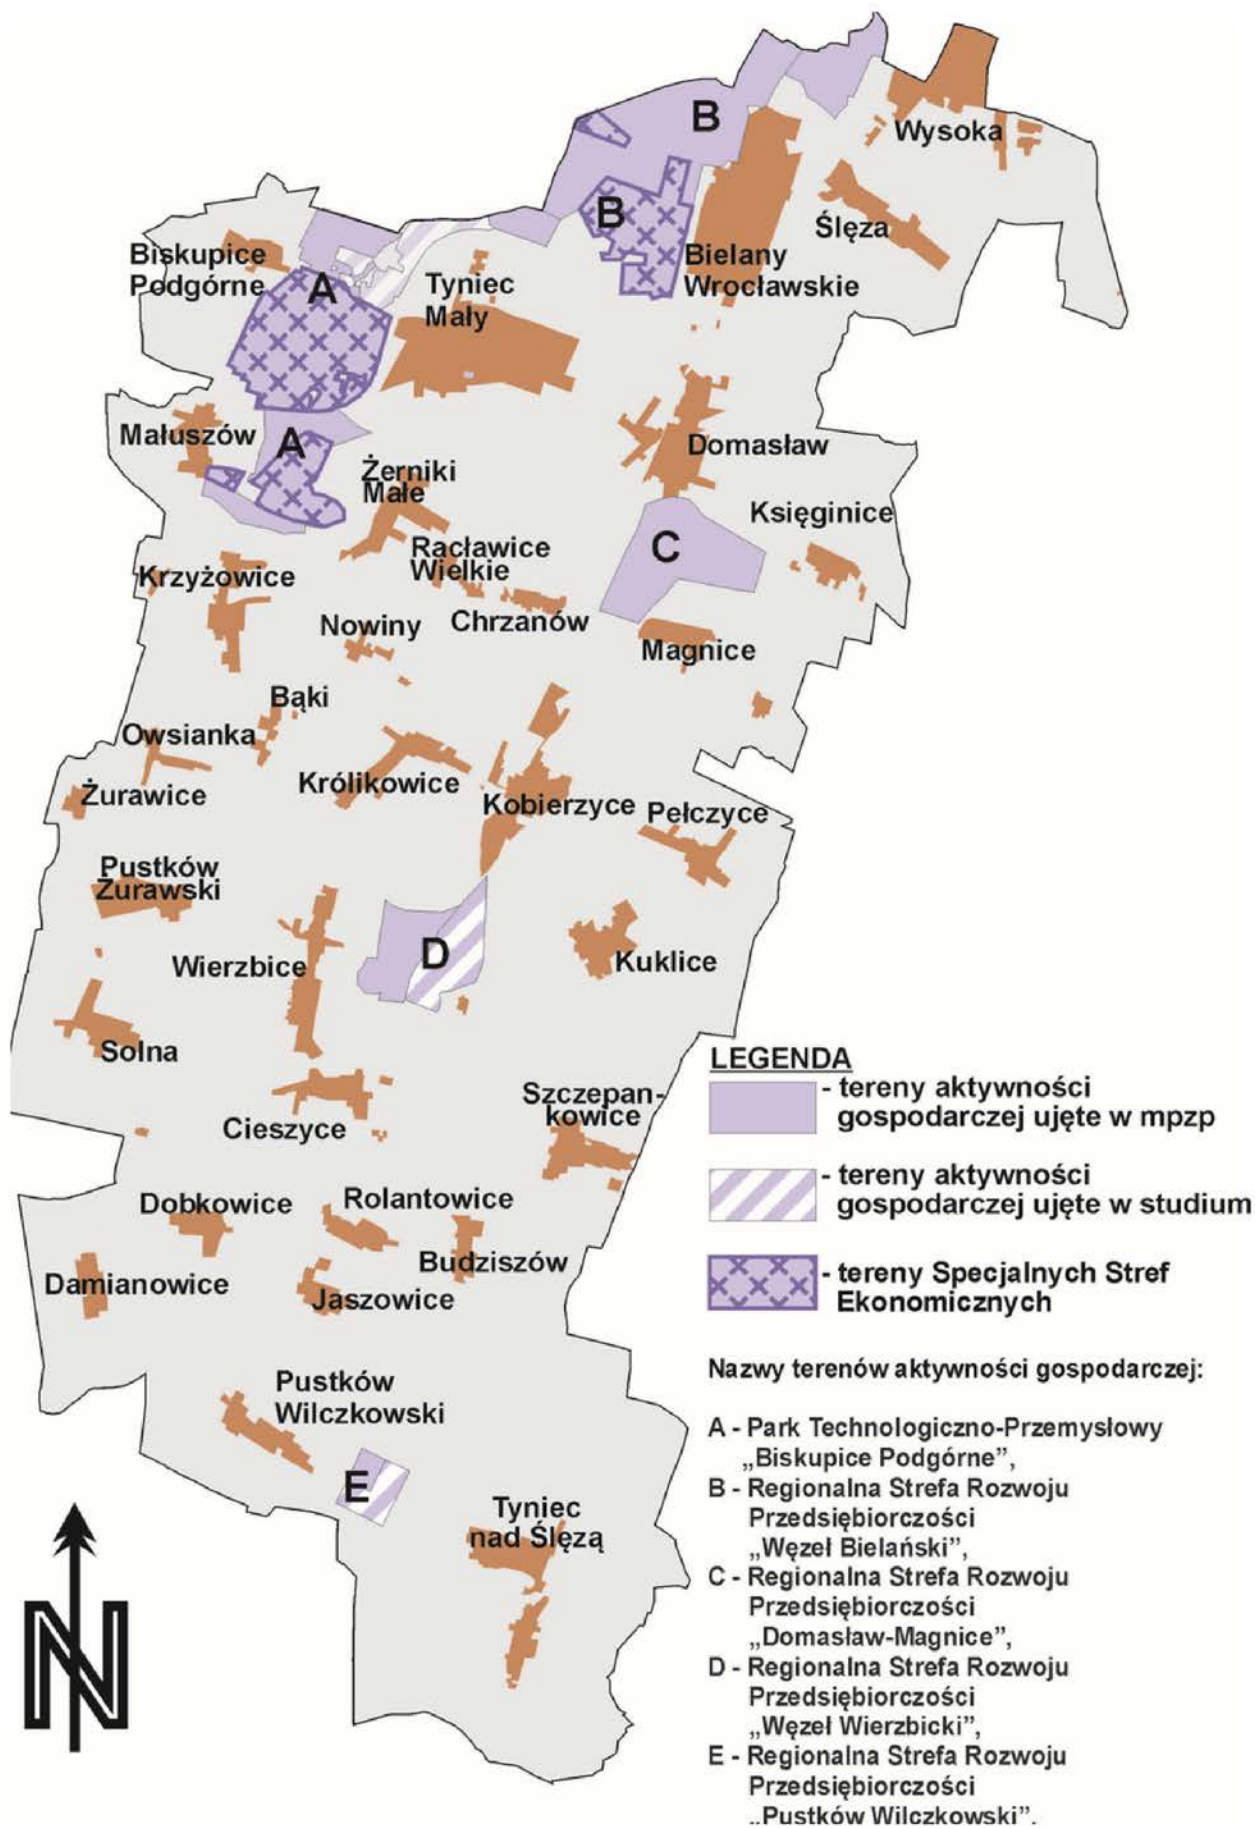 B
Wysoka
B
Ślęza
Biskupice
Podgórne
A
Tyniec
Mały
Bielany
Wrocławskie
Małuszów
A
Domasław
Żerniki
Małe
Księginice
C
Racławice
Wielkie
Krzyżowice
Nowiny
Chrzanów
Magnice
Bąki
Owsianka
Królikowice
Żurawice
Kobierzyce
Pełczyce
Pustków
Żurawski
D
Wierzbice
Kuklice
Solna
Szczepan-
kowice
Cieszyce
Dobkowice
Rolantowice
Budziszów
Damianowice
Jaszowice
Pustków
Wilczkowski
E
Tyniec
nad Ślęzą
N
LEGENDA
- tereny aktywności
gospodarczej ujęte w mpzp
- tereny aktywności
gospodarczej ujęte w studium
- tereny Specjalnych Stref
Ekonomicznych
Nazwy terenów aktywności gospodarczej:
A - Park Technologiczno-Przemysłowy
„Biskupice Podgórne”,
B - Regionalna Strefa Rozwoju
Przedsiębiorczości
„Węzeł Bielański”,
C - Regionalna Strefa Rozwoju
Przedsiębiorczości
„Domasław-Magnice”,
D - Regionalna Strefa Rozwoju
Przedsiębiorczości
„Węzeł Wierzbicki”,
E - Regionalna Strefa Rozwoju
Przedsiębiorczości
„Pustków Wilczkowski”.